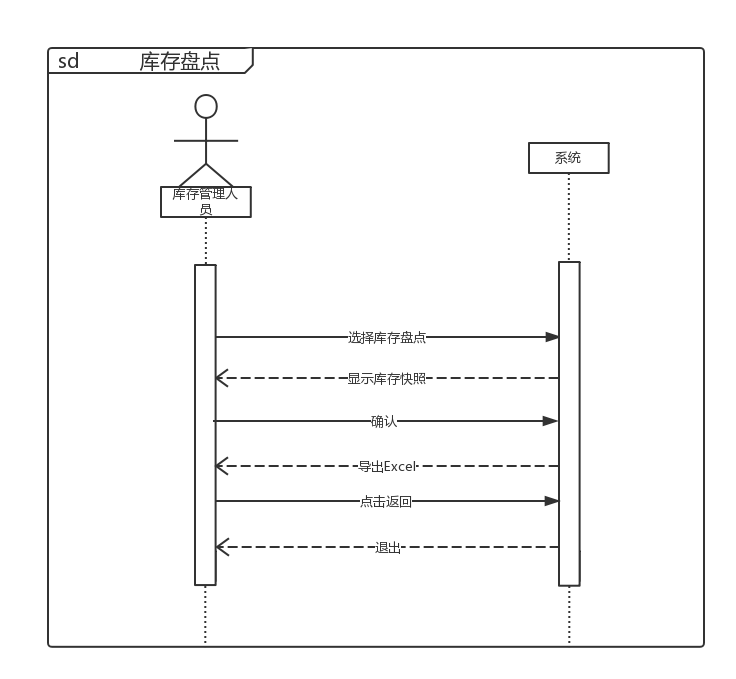 sd 库存盘点
系统
库存管理人
员
选择库存盘点
显示库存快照
确认
导出Excel
点击返回
退出